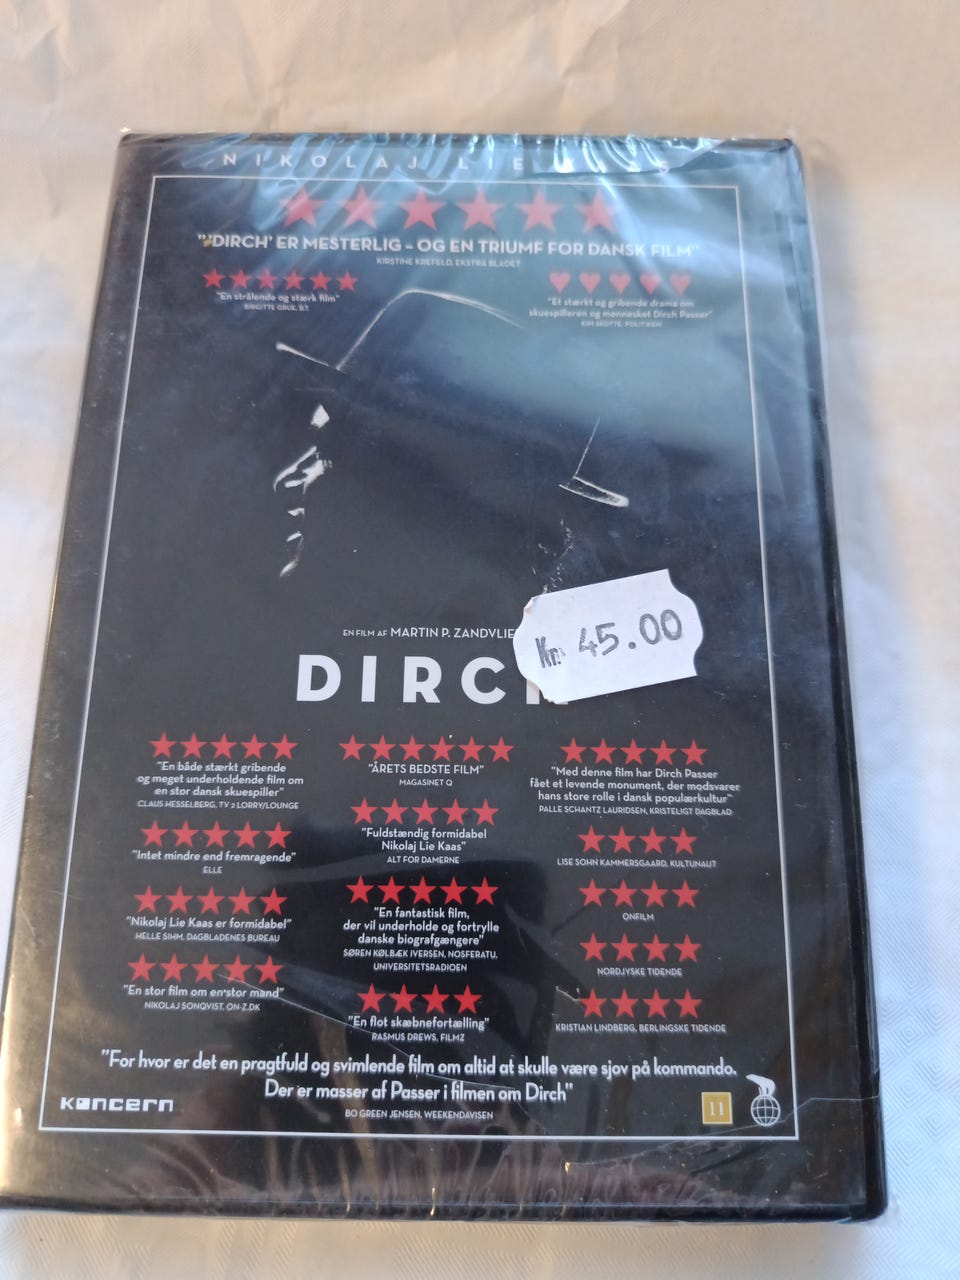 NIKOLAJ LIE
"'DIRCH' ER MESTERLIG – OG EN TRIUMF FOR DANSK FILM"
KIRSTINE KREFELD, EKSTRA BLADET
"En strålende og stærk film"
BIRGITTE GRUE, B.T.
"Et stærkt og gribende drama om
skuespilleren og mennesket Dirch Passer"
KIM SKOTTE, POLITIKEN
EN FILM AF MARTIN P. ZANDVLIE
Kr. 45.00
DIRCH
"En både stærkt gribende
og meget underholdende film om
en stor dansk skuespiller"
CLAUS HESSELBERG, TV 2 LORRY/LOUNGE
"Intet mindre end fremragende"
ELLE
"Nikolaj Lie Kaas er formidabel"
HELLE SIHM, DAGBLADENES BUREAU
"En stor film om en stor mand"
NIKOLAJ SONQVIST, ON-Z.DK
"ÅRETS BEDSTE FILM"
MAGASINET Q
"Fuldstændig formidabel
Nikolaj Lie Kaas"
ALT FOR DAMERNE
"En fantastisk film,
der vil underholde og fortrylle
danske biografgængere"
SØREN KØLBÆK IVERSEN, NOSFERATU,
UNIVERSITETSRADIOEN
"En flot skæbnefortælling"
RASMUS DREWS, FILMZ
"Med denne film har Dirch Passer
fået et levende monument, der modsvarer
hans store rolle i dansk populærkultur"
PALLE SCHANTZ LAURIDSEN, KRISTELIGT DAGBLAD
LISE SOHN KAMMERSGAARD, KULTUNAUT
ONFILM
NORDJYSKE TIDENDE
KRISTIAN LINDBERG, BERLINGSKE TIDENDE
"For hvor er det en pragtfuld og svimlende film om altid at skulle være sjov på kommando.
Der er masser af Passer i filmen om Dirch"
BO GREEN JENSEN, WEEKENDAVISEN
KONCERN
11